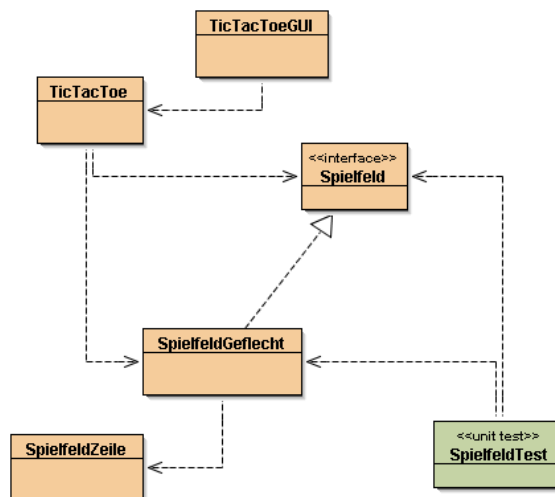 TicTacToeGUI
TicTacToe
<<interface>>
Spielfeld
SpielfeldGeflecht
SpielfeldZeile
<<unit test>>
SpielfeldTest